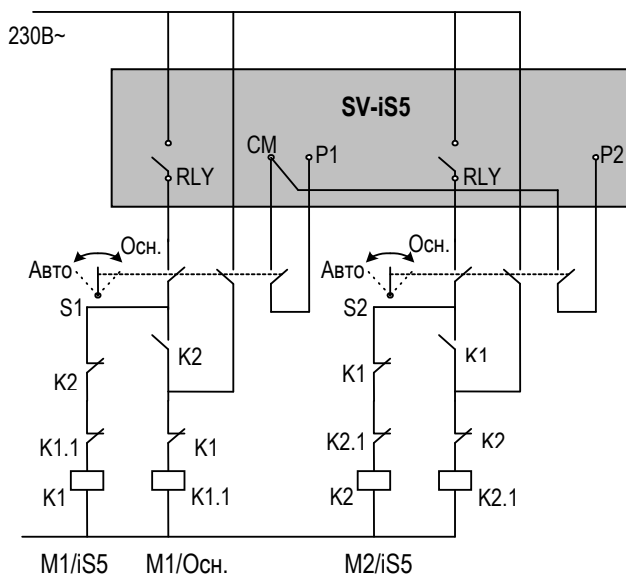 230В~
SV-iS5
CM P1 P2
RLY RLY
Осн. Осн.
Авто Авто
S1 S2
K2 K1
K2 K1
K1.1 K1 K2.1 K2
K1 K1.1 K2 K2.1
M1/iS5 M1/Осн. M2/iS5